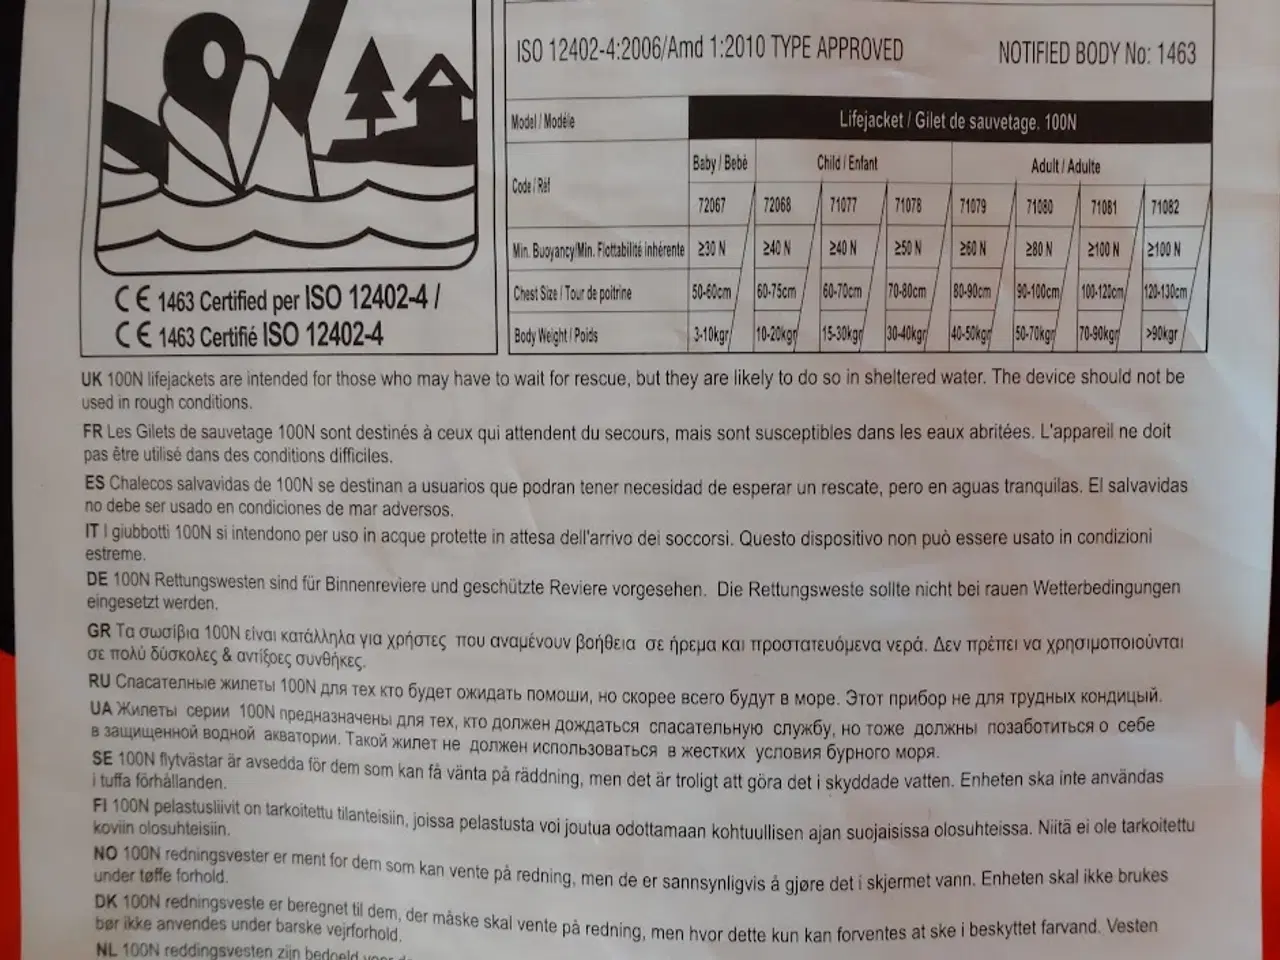 ISO 12402-4:2006/Amd 1:2010 TYPE APPROVED NOTIFIED BODY No: 1463
Model / Modéle Lifejacket / Gilet de sauvetage, 100N
Code / Réf Baby / Bebè Child / Enfant Adult / Adulte
72067 72068 71077 71078 71079 71080 71081 71082
Min. Buoyancy/Min. Flottabilité inhérente ≥30 N ≥40 N ≥40 N ≥50 N ≥60 N ≥80 N ≥100 N ≥100 N
Chest Size / Tour de poitrine 50-60cm 60-75cm 60-70cm 70-80cm 80-90cm 90-100cm 100-120cm 120-130cm
Body Weight / Poids 3-10kgr 10-20kgr 15-30kgr 30-40kgr 40-50kgr 50-70kgr 70-90kgr >90kgr
CE 1463 Certified per ISO 12402-4 /
CE 1463 Certifié ISO 12402-4
UK 100N lifejackets are intended for those who may have to wait for rescue, but they are likely to do so in sheltered water. The device should not be
used in rough conditions.
FR Les Gilets de sauvetage 100N sont destinés à ceux qui attendent du secours, mais sont susceptibles dans les eaux abritées. L'appareil ne doit
pas être utilisé dans des conditions difficiles.
ES Chalecos salvavidas de 100N se destinan a usuarios que podran tener necesidad de esperar un rescate, pero en aguas tranquilas. El salvavidas
no debe ser usado en condiciones de mar adversos.
IT I giubbotti 100N si intendono per uso in acque protette in attesa dell'arrivo dei soccorsi. Questo dispositivo non può essere usato in condizioni
estreme.
DE 100N Rettungswesten sind für Binnenreviere und geschützte Reviere vorgesehen. Die Rettungsweste sollte nicht bei rauen Wetterbedingungen
eingesetzt werden.
GR Τα σωσίβια 100N είναι κατάλληλα για χρήστες που αναμένουν βοήθεια σε ήρεμα και προστατευόμενα νερά. Δεν πρέπει να χρησιμοποιούνται
σε πολύ δύσκολες & αντίξοες συνθήκες.
RU Спасателные жилеты 100N для тех кто будет ожидать помоши, но скорее всего будут в море. Этот прибор не для трудных кондицый.
UA Жилеты серии 100N предназначены для тех, кто должен дождаться спасательную службу, но тоже должны позаботиться о себе
в защищенной водной акватории. Такой жилет не должен использоваться в жестких условия бурного моря.
SE 100N flytvästar är avsedda för dem som kan få vänta på räddning, men det är troligt att göra det i skyddade vatten. Enheten ska inte användas
i tuffa förhållanden.
FI 100N pelastusliivit on tarkoitettu tilanteisiin, joissa pelastusta voi joutua odottamaan kohtuullisen ajan suojaisissa olosuhteissa. Niitä ei ole tarkoitettu
koviin olosuhteisiin.
NO 100N redningsvester er ment for dem som kan vente på redning, men de er sannsynligvis å gjøre det i skjermet vann. Enheten skal ikke brukes
under tøffe forhold.
DK 100N redningsveste er beregnet til dem, der måske skal vente på redning, men hvor dette kun kan forventes at ske i beskyttet farvand. Vesten
bør ikke anvendes under barske vejrforhold.
NL 100N reddingsvesten zijn bedoeld